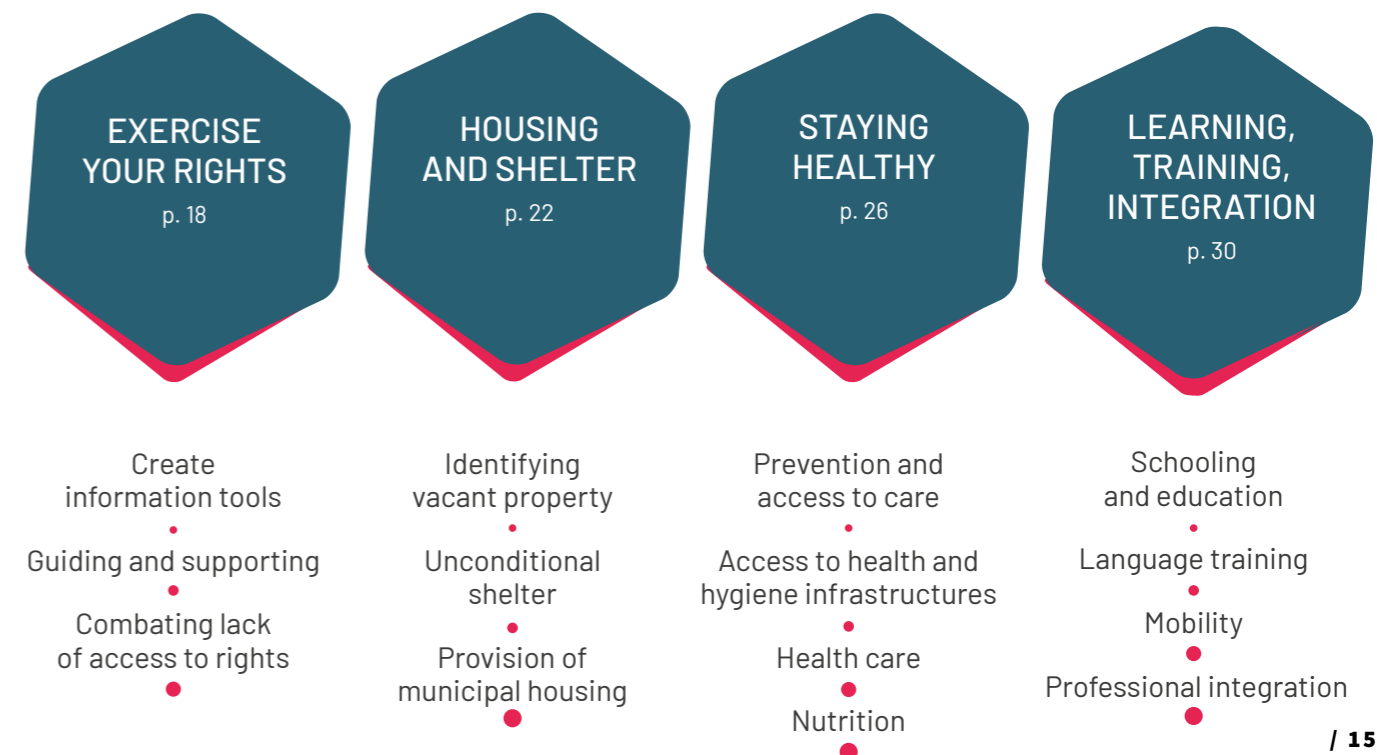 EXERCISE
YOUR RIGHTS
p. 18
Create
information tools
Guiding and supporting
Combating lack
of access to rights
HOUSING
AND SHELTER
p. 22
Identifying
vacant property
Unconditional
shelter
Provision of
municipal housing
STAYING
HEALTHY
p. 26
Prevention and
access to care
Access to health and
hygiene infrastructures
Health care
Nutrition
LEARNING,
TRAINING,
INTEGRATION
p. 30
Schooling
and education
Language training
Mobility
Professional integration
/ 15